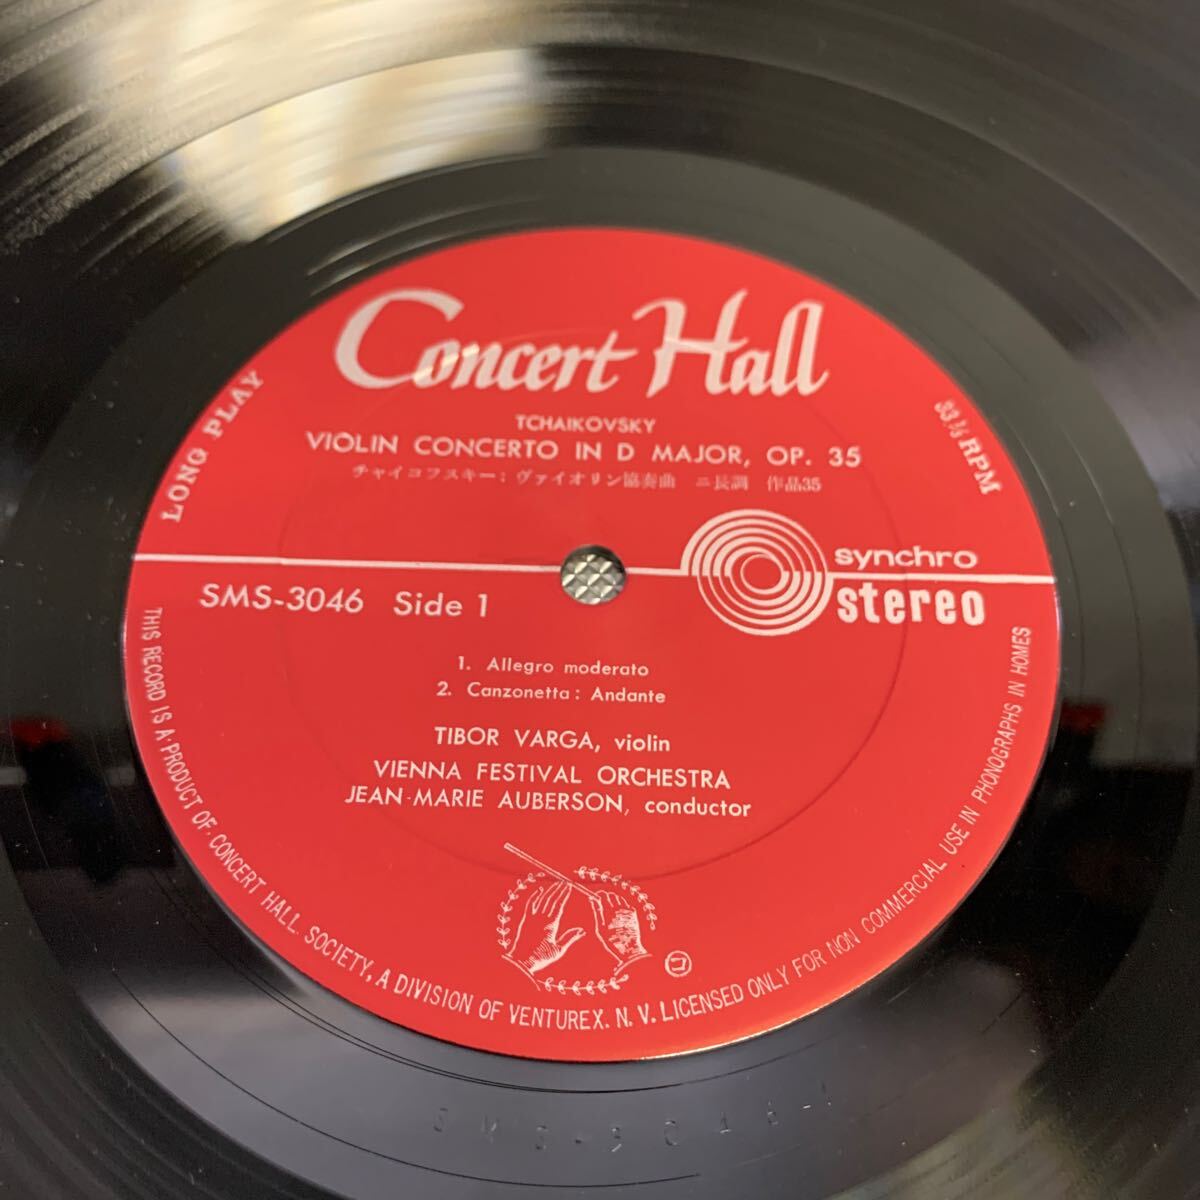 Concert Hall
LONG PLAY
33⅓ RPM
TCHAIKOVSKY
VIOLIN CONCERTO IN D MAJOR, OP. 35
チャイコフスキー：ヴァイオリン協奏曲 ニ長調 作品35
synchro
stereo
SMS-3046 Side 1
1. Allegro moderato
2. Canzonetta: Andante
TIBOR VARGA, violin
VIENNA FESTIVAL ORCHESTRA
JEAN-MARIE AUBERSON, conductor
コ
THIS RECORD IS A PRODUCT OF CONCERT HALL SOCIETY, A DIVISION OF VENTUREX. N. V. LICENSED ONLY FOR NON COMMERCIAL USE IN PHONOGRAPHS IN HOMES
SMS-3046-1